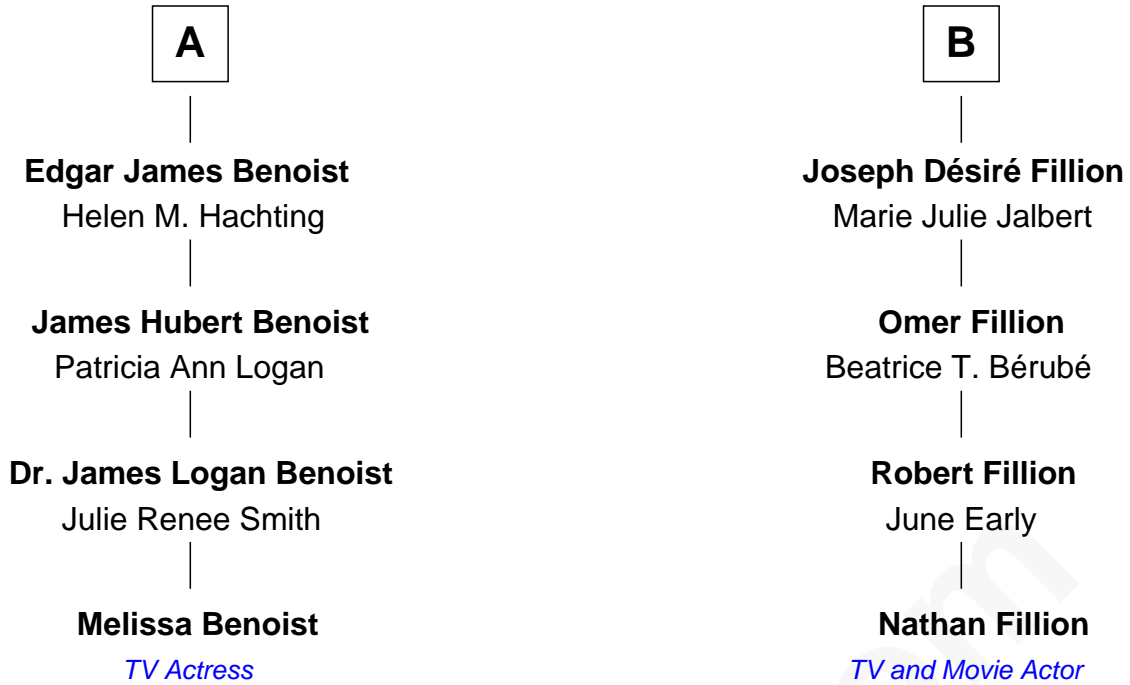 A
Edgar James Benoist
Helen M. Hachting
James Hubert Benoist
Patricia Ann Logan
Dr. James Logan Benoist
Julie Renee Smith
Melissa Benoist
TV Actress
B
Joseph Désiré Fillion
Marie Julie Jalbert
Omer Fillion
Beatrice T. Bérubé
Robert Fillion
June Early
Nathan Fillion
TV and Movie Actor